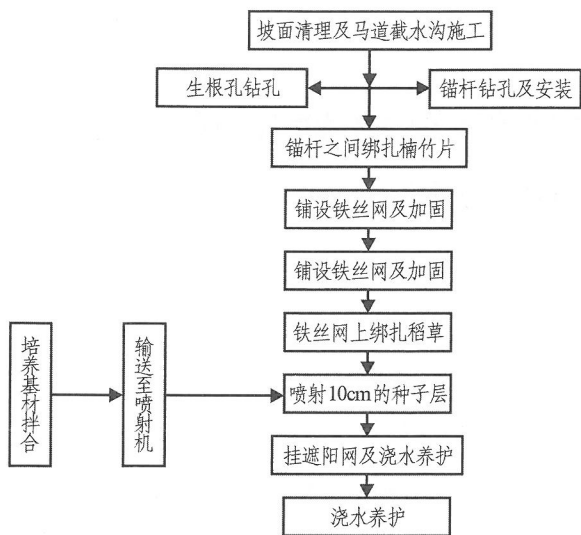 坡面清理及马道截水沟施工
生根孔钻孔
锚杆钻孔及安装
锚杆之间绑扎楠竹片
铺设铁丝网及加固
铺设铁丝网及加固
铁丝网上绑扎稻草
培养基材拌合
输送至喷射机
喷射10cm的种子层
挂遮阳网及浇水养护
浇水养护